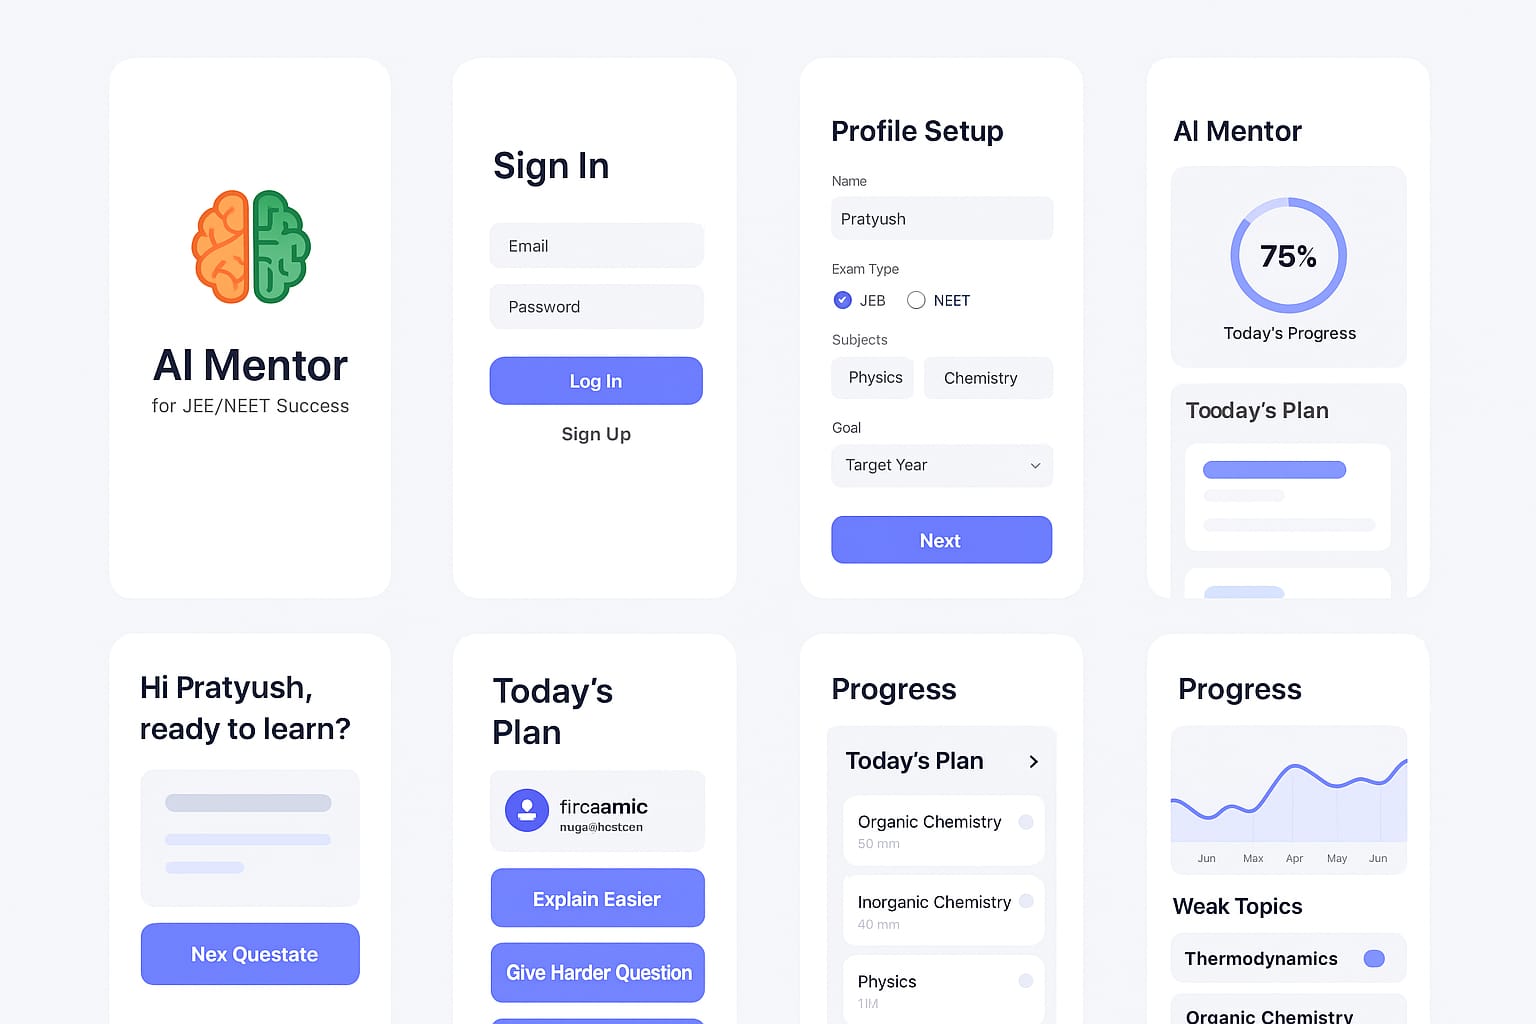 AI Mentor
for JEE/NEET Success
Sign In
Email
Password
Log In
Sign Up
Profile Setup
Name
Pratyush
Exam Type
JEB NEET
Subjects
Physics Chemistry
Goal
Target Year
Next
AI Mentor
75%
Today's Progress
Tooday's Plan
Hi Pratyush,
ready to learn?
Nex Questate
Today's
Plan
fircaamic
nuga@hcstcen
Explain Easier
Give Harder Question
Progress
Today's Plan
Organic Chemistry
50 mm
Inorganic Chemistry
40 mm
Physics
1IM
Progress
Jun Max Apr May Jun
Weak Topics
Thermodynamics
Organic Chemistry